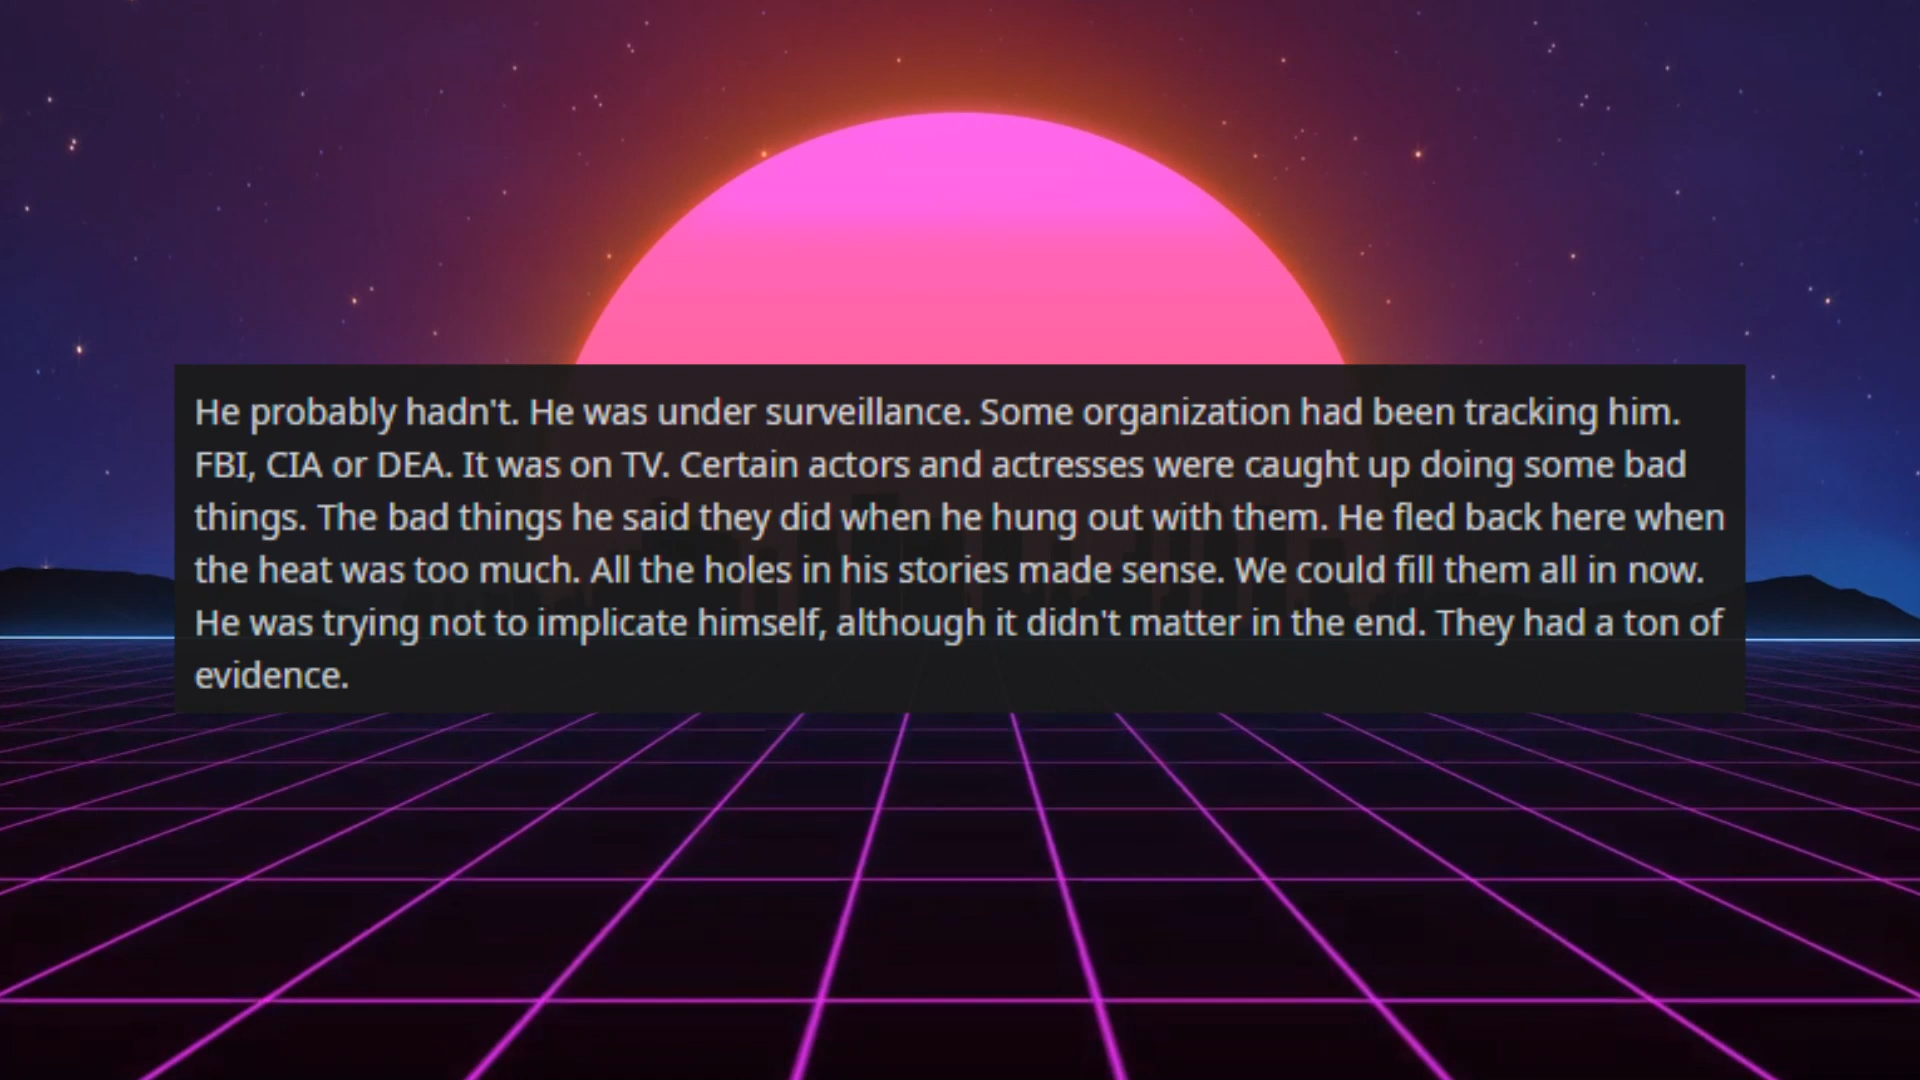 He probably hadn't. He was under surveillance. Some organization had been tracking him.
FBI, CIA or DEA. It was on TV. Certain actors and actresses were caught up doing some bad
things. The bad things he said they did when he hung out with them. He fled back here when
the heat was too much. All the holes in his stories made sense. We could fill them all in now.
He was trying not to implicate himself, although it didn't matter in the end. They had a ton of
evidence.